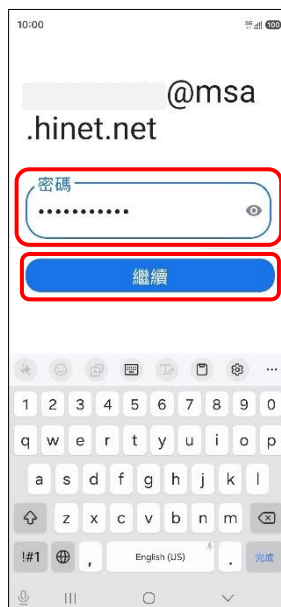 10:00 100
@msa
.hinet.net
密碼
•••••••••••
繼續
1 2 3 4 5 6 7 8 9 0
q w e r t y u i o p
a s d f g h j k l
z x c v b n m
!#1 , English (US) . 完成